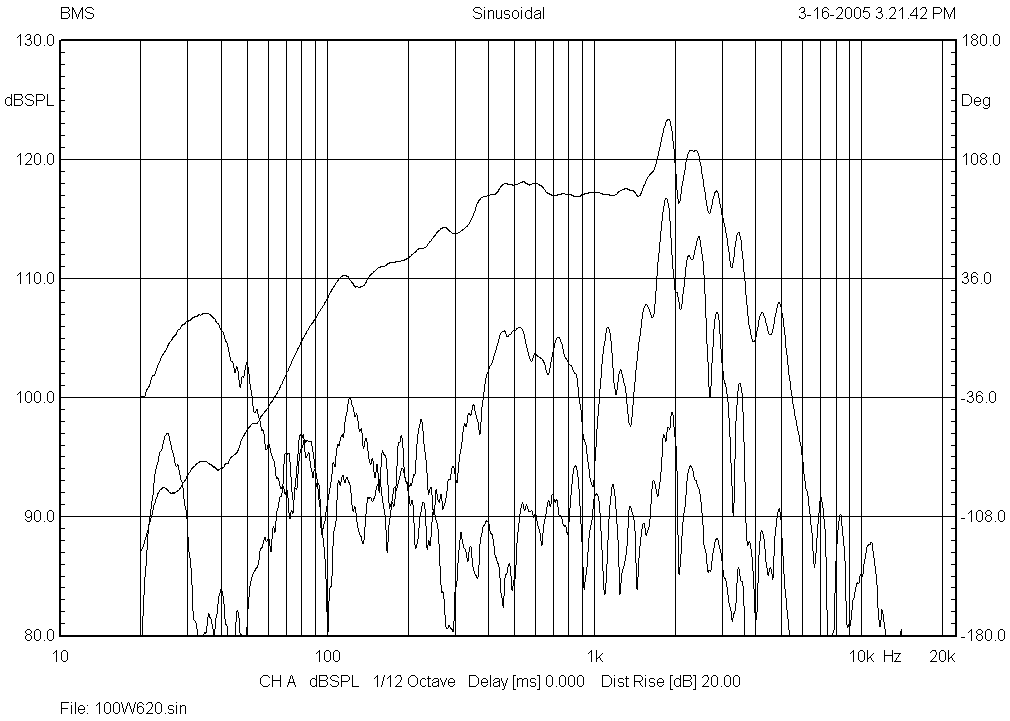 BMS Sinusoidal 3-16-2005 3.21.42 PM
130.0 180.0
dBSPL Deg
120.0 108.0
110.0 36.0
100.0 -36.0
90.0 -108.0
80.0 -180.0
10 100 1k 10k Hz 20k
CH A dBSPL 1/12 Octave Delay [ms] 0.000 Dist Rise [dB] 20.00
File: 100W620.sin